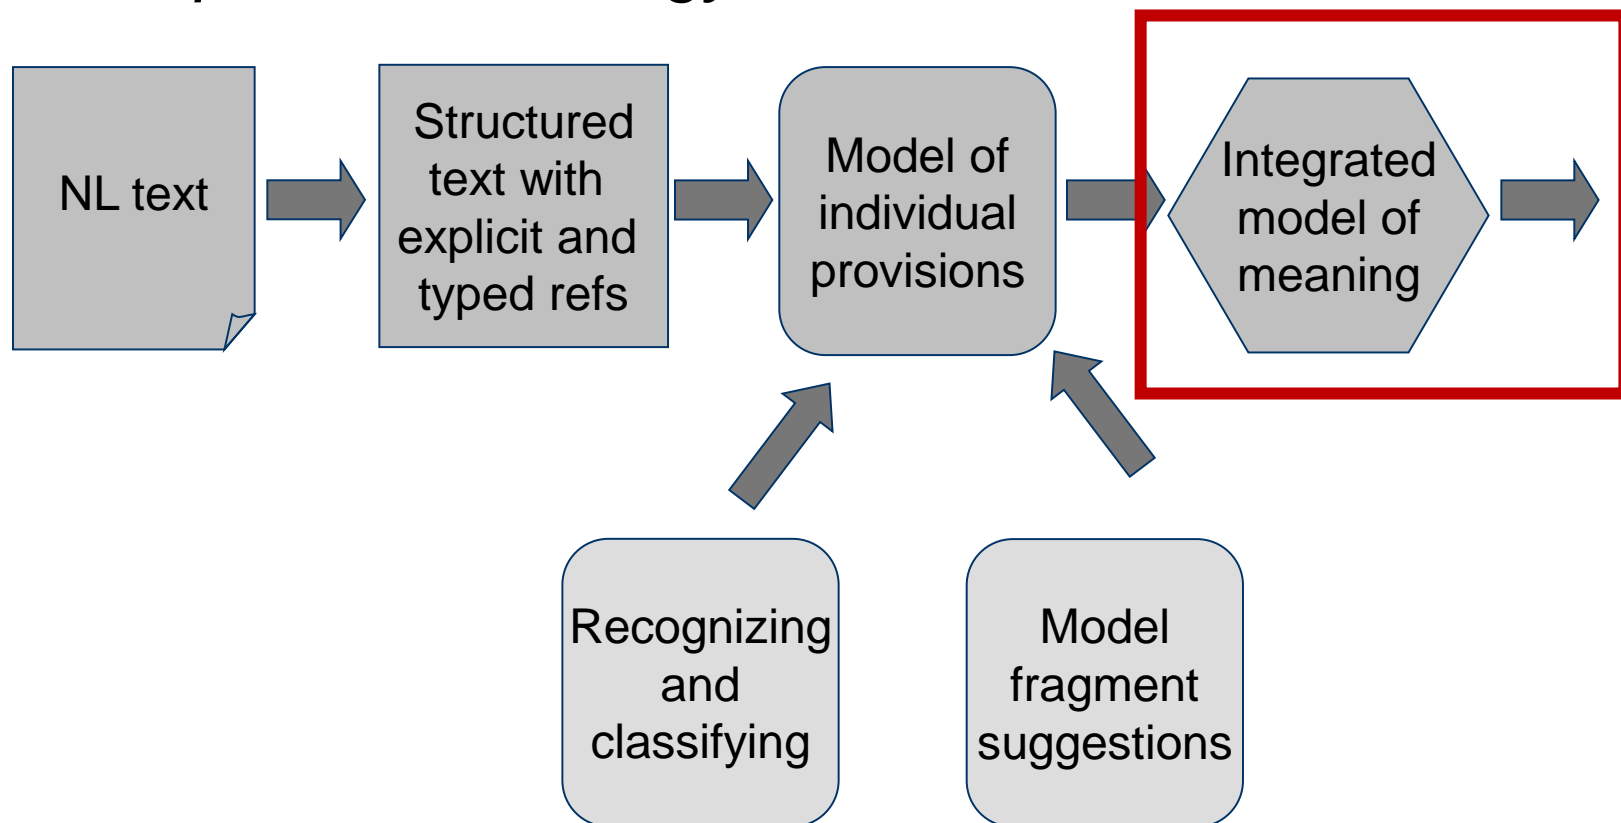 NL text
Structured
text with
explicit and
typed refs
Model of
individual
provisions
Integrated
model of
meaning
Recognizing
and
classifying
Model
fragment
suggestions